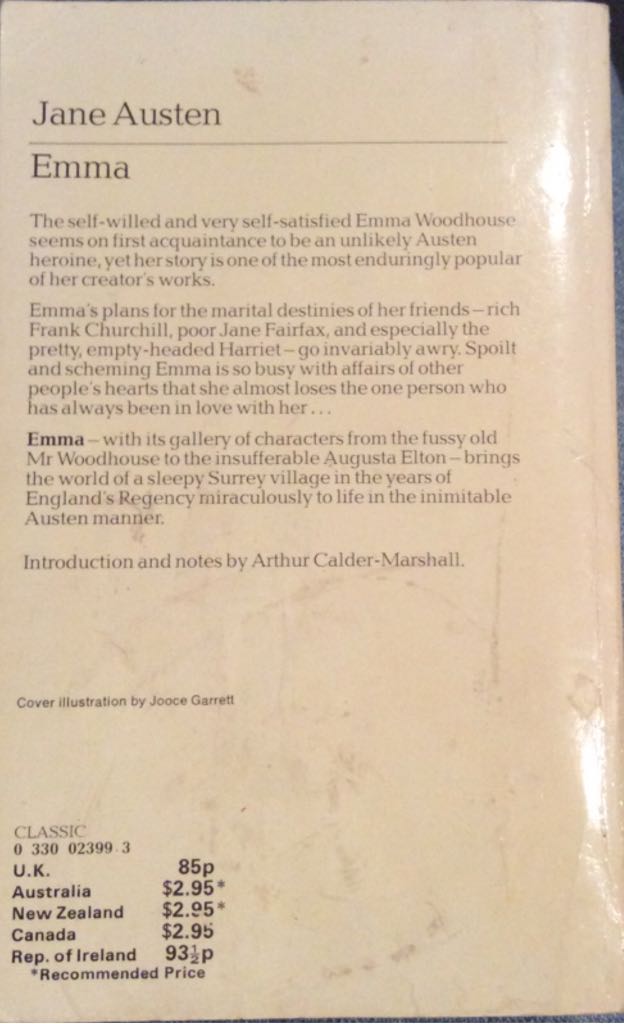 Jane Austen
Emma
The self-willed and very self-satisfied Emma Woodhouse
seems on first acquaintance to be an unlikely Austen
heroine, yet her story is one of the most enduringly popular
of her creator's works.
Emma's plans for the marital destinies of her friends – rich
Frank Churchill, poor Jane Fairfax, and especially the
pretty, empty-headed Harriet – go invariably awry. Spoilt
and scheming Emma is so busy with affairs of other
people's hearts that she almost loses the one person who
has always been in love with her . . .
Emma – with its gallery of characters from the fussy old
Mr Woodhouse to the insufferable Augusta Elton – brings
the world of a sleepy Surrey village in the years of
England's Regency miraculously to life in the inimitable
Austen manner.
Introduction and notes by Arthur Calder-Marshall.
Cover illustration by Jooce Garrett
CLASSIC
0 330 02399 3
U.K. 85p
Australia $2.95*
New Zealand $2.95*
Canada $2.95
Rep. of Ireland 93½p
*Recommended Price